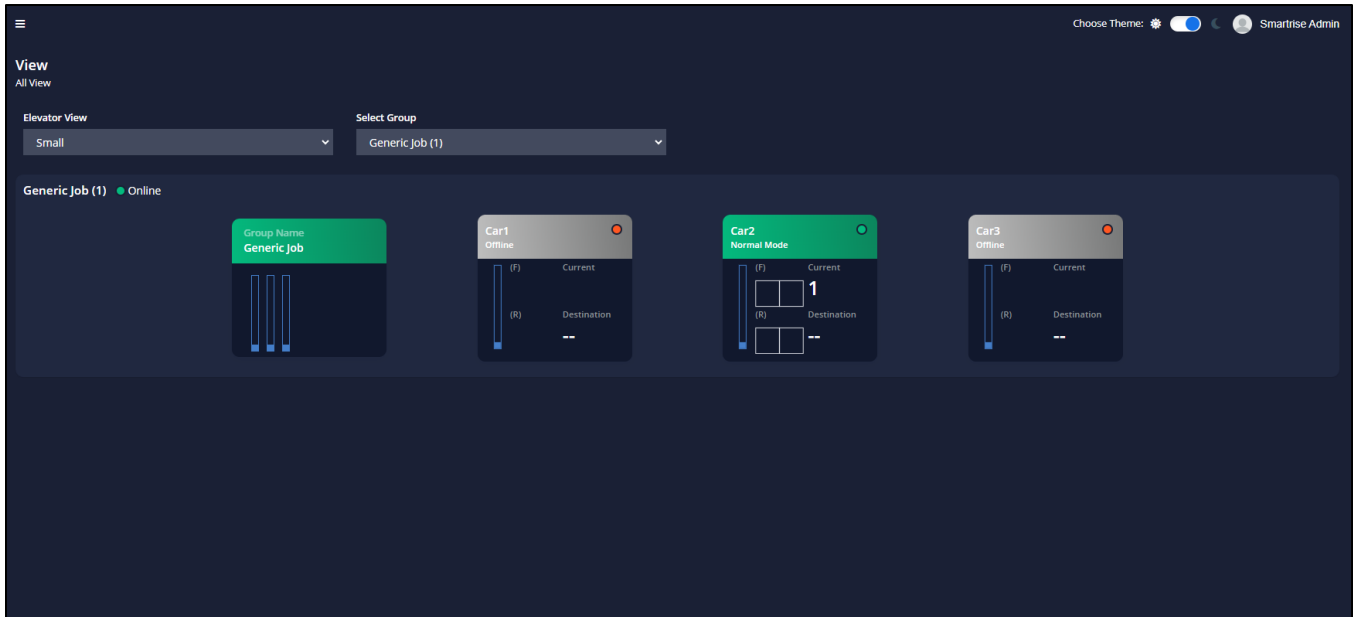 Choose Theme:
Smartrise Admin
View
All View
Elevator View
Select Group
Small
Generic Job (1)
Generic Job (1) Online
Group Name
Generic Job
Car1
Offline
(F) Current
(R) Destination
--
Car2
Normal Mode
(F) Current
1
(R) Destination
--
Car3
Offline
(F) Current
(R) Destination
--